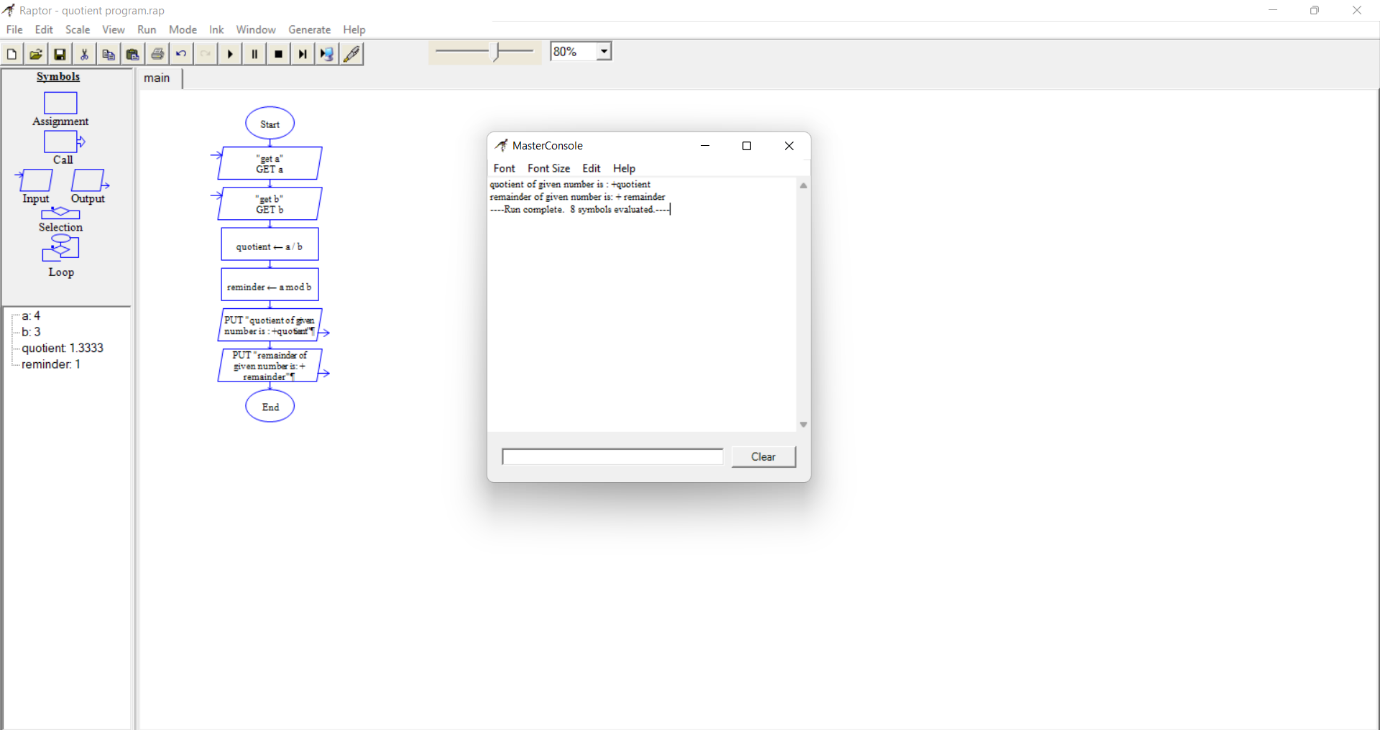 Raptor - quotient program.rap
File Edit Scale View Run Mode Ink Window Generate Help
80%
Symbols
Assignment
Call
Input Output
Selection
Loop
a: 4
b: 3
quotient: 1.3333
reminder: 1
main
Start
"get a"
GET a
"get b"
GET b
quotient ← a / b
reminder ← a mod b
PUT "quotient of given
number is : +quotient"¶
PUT "remainder of
given number is: +
remainder"¶
End
MasterConsole
Font Font Size Edit Help
quotient of given number is : +quotient
remainder of given number is: + remainder
----Run complete. 8 symbols evaluated.----
Clear